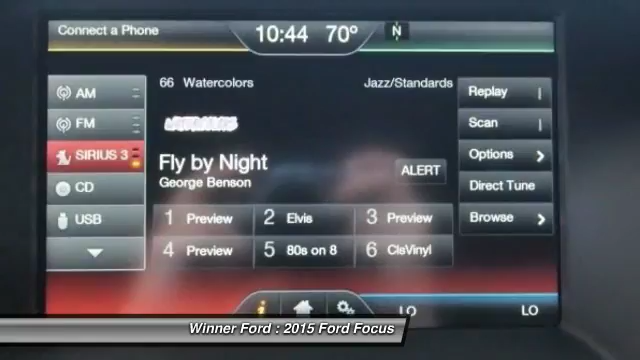 Connect a Phone
10:44 70°
N
66 Watercolors
Jazz/Standards
AM
FM
SIRIUS 3
CD
USB
Fly by Night
George Benson
ALERT
1 Preview
2 Elvis
3 Preview
4 Preview
5 80s on 8
6 ClsVinyl
Replay
Scan
Options
Direct Tune
Browse
LO
LO
Winner Ford : 2015 Ford Focus